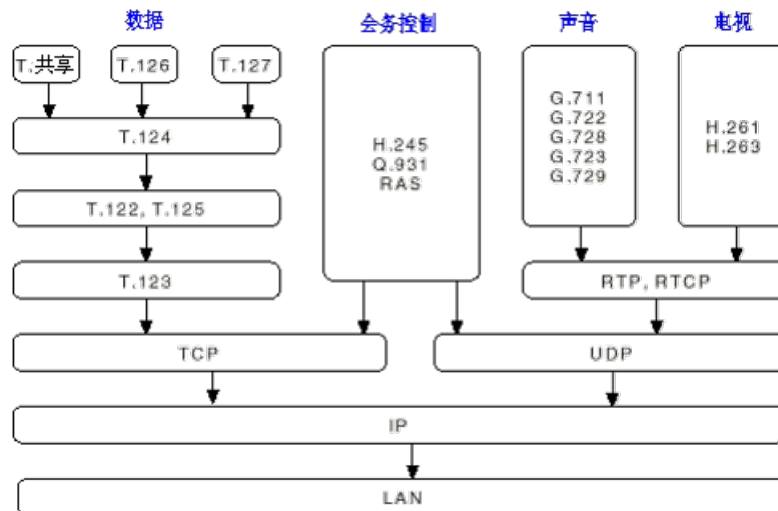 数据 会务控制 声音 电视
T.共享 T.126 T.127
T.124
T.122, T.125
T.123
H.245
Q.931
RAS
G.711
G.722
G.728
G.723
G.729
H.261
H.263
RTP, RTCP
TCP UDP
IP
LAN